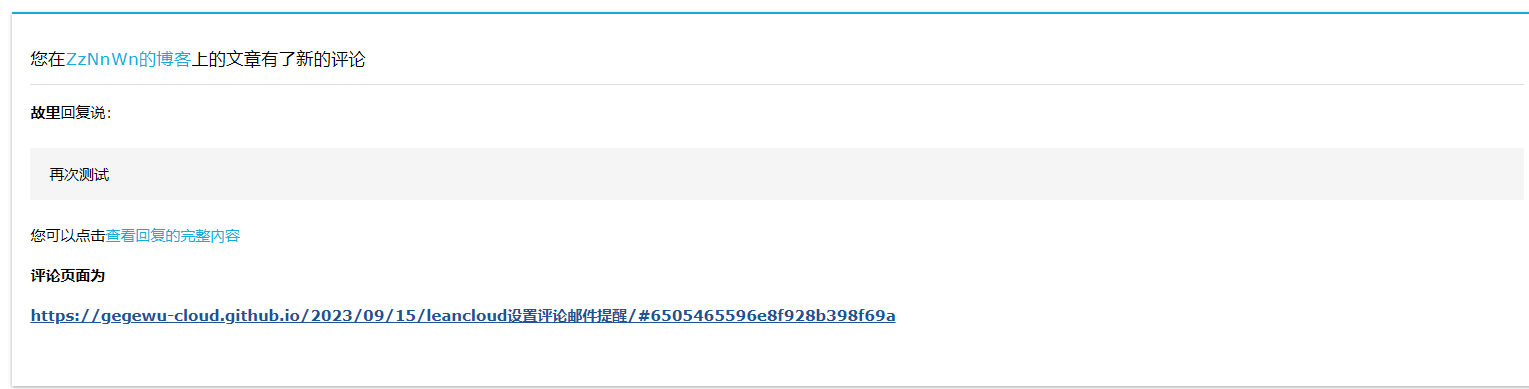 您在ZzNnWn的博客上的文章有了新的评论
故里回复说：
再次测试
您可以点击查看回复的完整内容
评论页面为
https://gegewu-cloud.github.io/2023/09/15/leancloud设置评论邮件提醒/#6505465596e8f928b398f69a